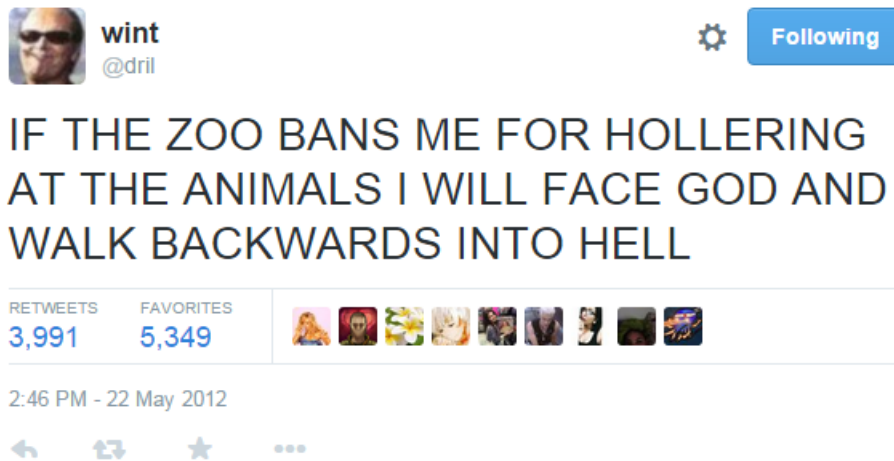 wint
@dril
Following
IF THE ZOO BANS ME FOR HOLLERING
AT THE ANIMALS I WILL FACE GOD AND
WALK BACKWARDS INTO HELL
RETWEETS FAVORITES
3,991 5,349
2:46 PM - 22 May 2012